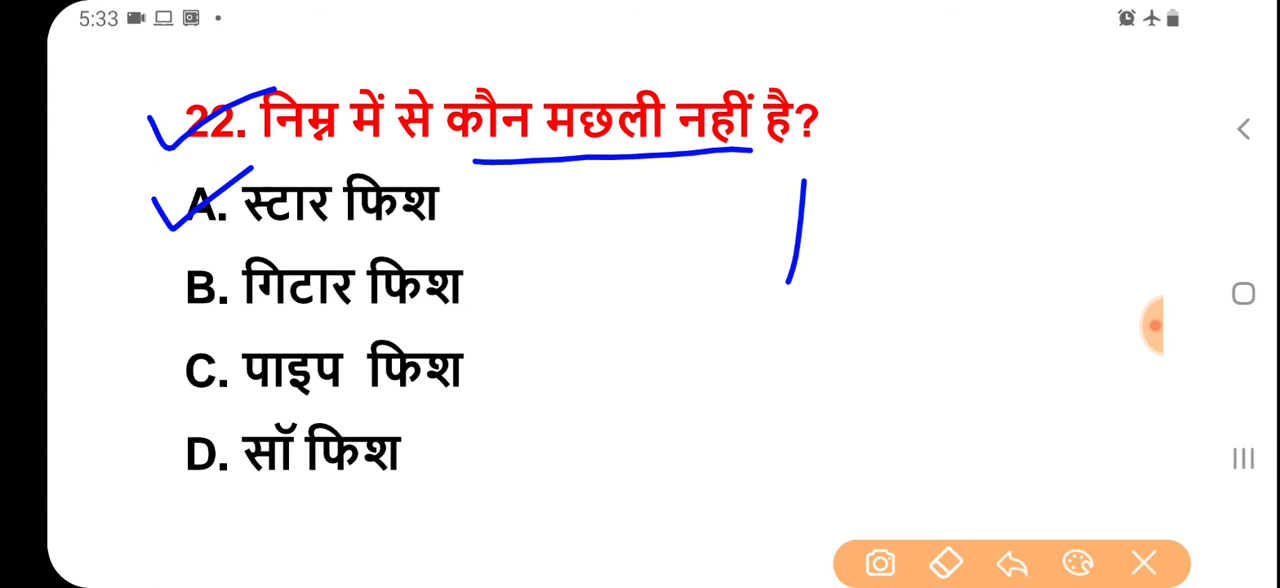 5:33
22. निम्न में से कौन मछली नहीं है?
A. स्टार फिश
B. गिटार फिश
C. पाइप फिश
D. सॉ फिश